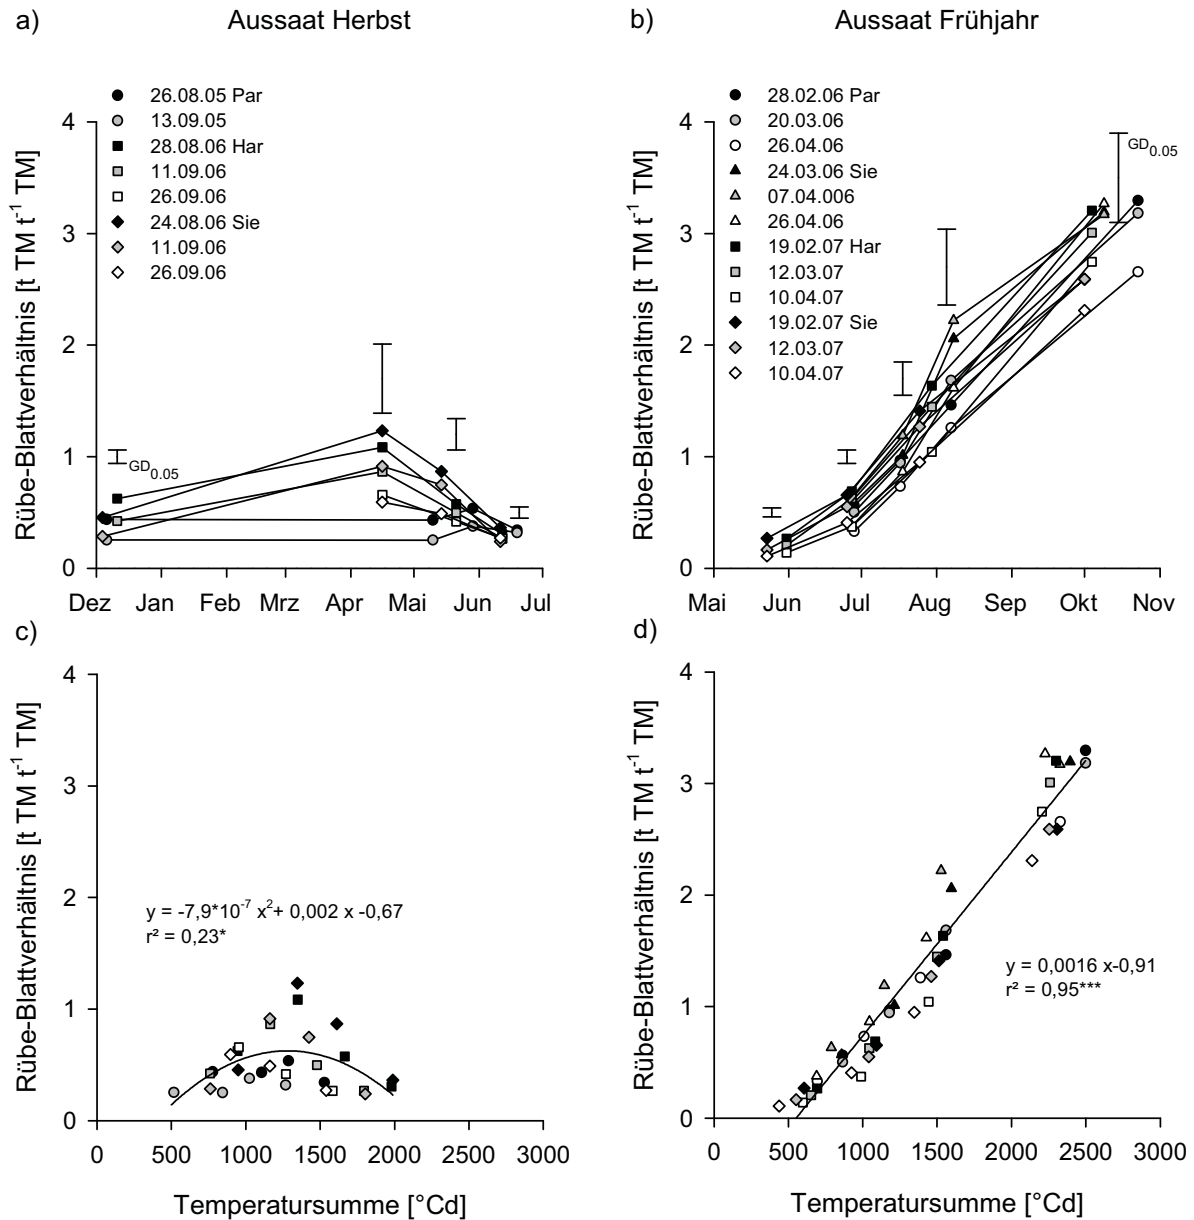 a) Aussaat Herbst
26.08.05 Par
13.09.05
28.08.06 Har
11.09.06
26.09.06
24.08.06 Sie
11.09.06
26.09.06
Rübe-Blattverhältnis [t TM t-1 TM]
4
3
2
1
0
GD0.05
Dez Jan Feb Mrz Apr Mai Jun Jul
b) Aussaat Frühjahr
28.02.06 Par
20.03.06
26.04.06
24.03.06 Sie
07.04.006
26.04.06
19.02.07 Har
12.03.07
10.04.07
19.02.07 Sie
12.03.07
10.04.07
Rübe-Blattverhältnis [t TM t-1 TM]
4
3
2
1
0
GD0.05
Mai Jun Jul Aug Sep Okt Nov
c)
Rübe-Blattverhältnis [t TM t-1 TM]
4
3
2
1
0
y = -7,9*10-7 x2+ 0,002 x -0,67
r² = 0,23*
0 500 1000 1500 2000 2500 3000
Temperatursumme [°Cd]
d)
Rübe-Blattverhältnis [t TM t-1 TM]
4
3
2
1
0
y = 0,0016 x-0,91
r² = 0,95***
0 500 1000 1500 2000 2500 3000
Temperatursumme [°Cd]